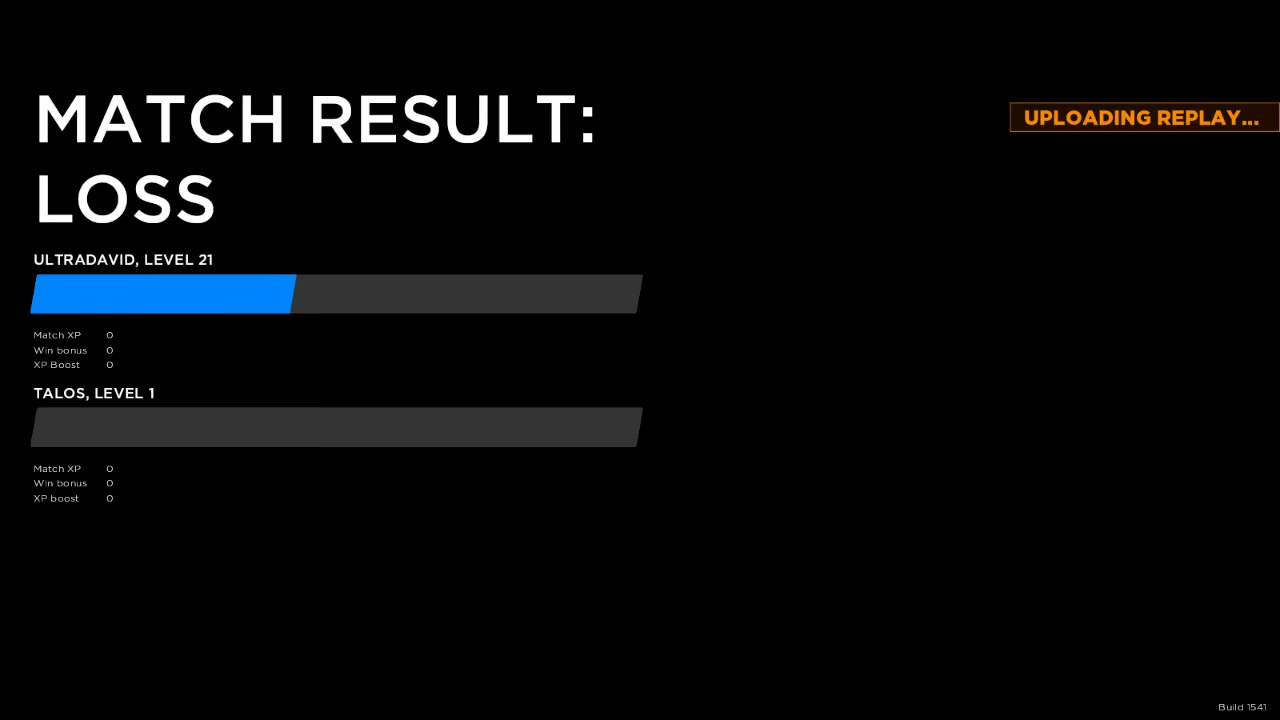 MATCH RESULT:
LOSS
UPLOADING REPLAY...
ULTRADAVID, LEVEL 21
Match XP 0
Win bonus 0
XP Boost 0
TALOS, LEVEL 1
Match XP 0
Win bonus 0
XP boost 0
Build 1541